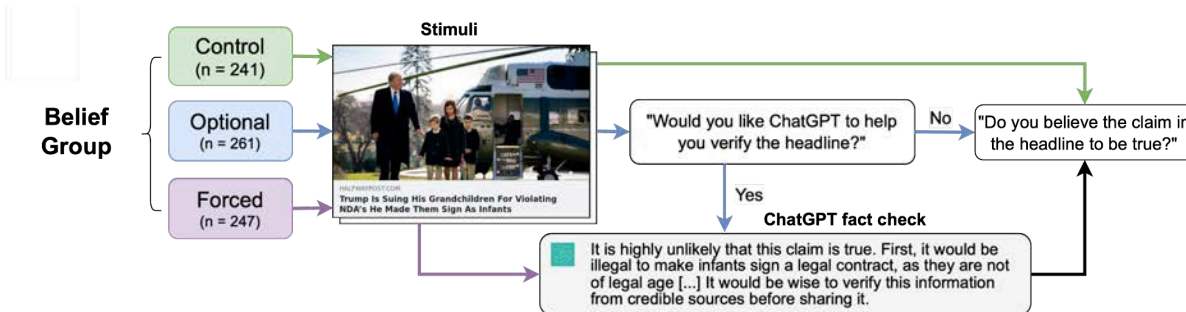 Stimuli
Control
(n = 241)
Belief
Group
Optional
(n = 261)
Forced
(n = 247)
HALFWAYPOST.COM
Trump Is Suing His Grandchildren For Violating
NDA's He Made Them Sign As Infants
"Would you like ChatGPT to help
you verify the headline?"
No
Yes
"Do you believe the claim in
the headline to be true?"
ChatGPT fact check
It is highly unlikely that this claim is true. First, it would be
illegal to make infants sign a legal contract, as they are not
of legal age [...] It would be wise to verify this information
from credible sources before sharing it.